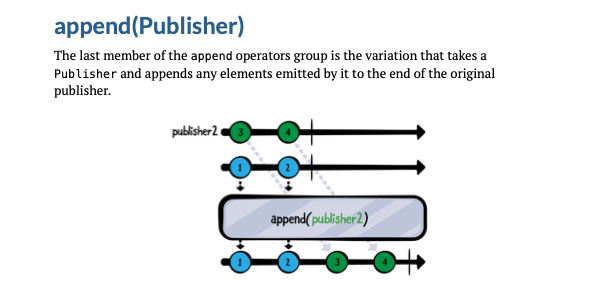 append(Publisher)
The last member of the append operators group is the variation that takes a
Publisher and appends any elements emitted by it to the end of the original
publisher.
publisher2 3 4
1 2
append(publisher2)
1 2 3 4